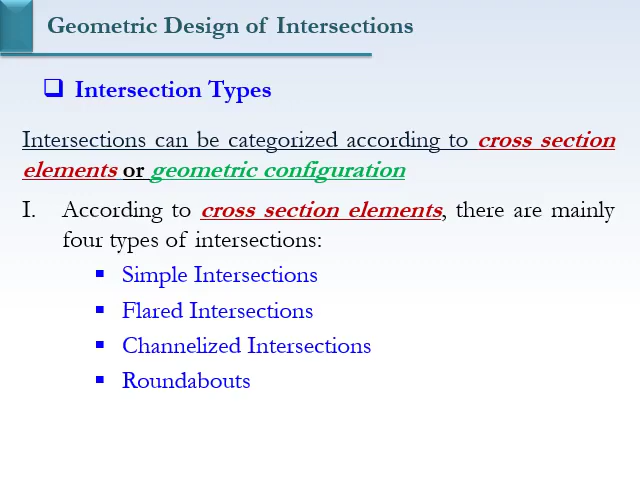 Geometric Design of Intersections
❑ Intersection Types
Intersections can be categorized according to cross section
elements or geometric configuration
I. According to cross section elements, there are mainly
four types of intersections:
▪ Simple Intersections
▪ Flared Intersections
▪ Channelized Intersections
▪ Roundabouts